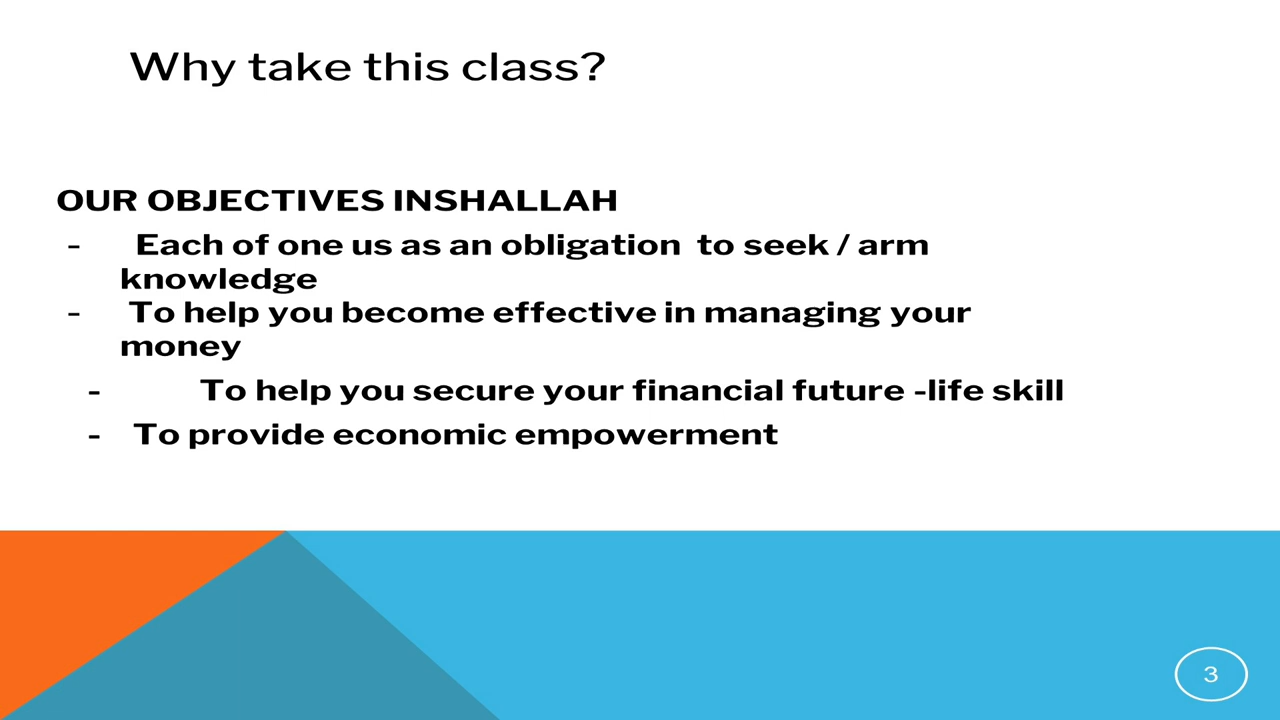 Why take this class?
OUR OBJECTIVES INSHALLAH
- Each of one us as an obligation to seek / arm
knowledge
- To help you become effective in managing your
money
- To help you secure your financial future -life skill
- To provide economic empowerment
3